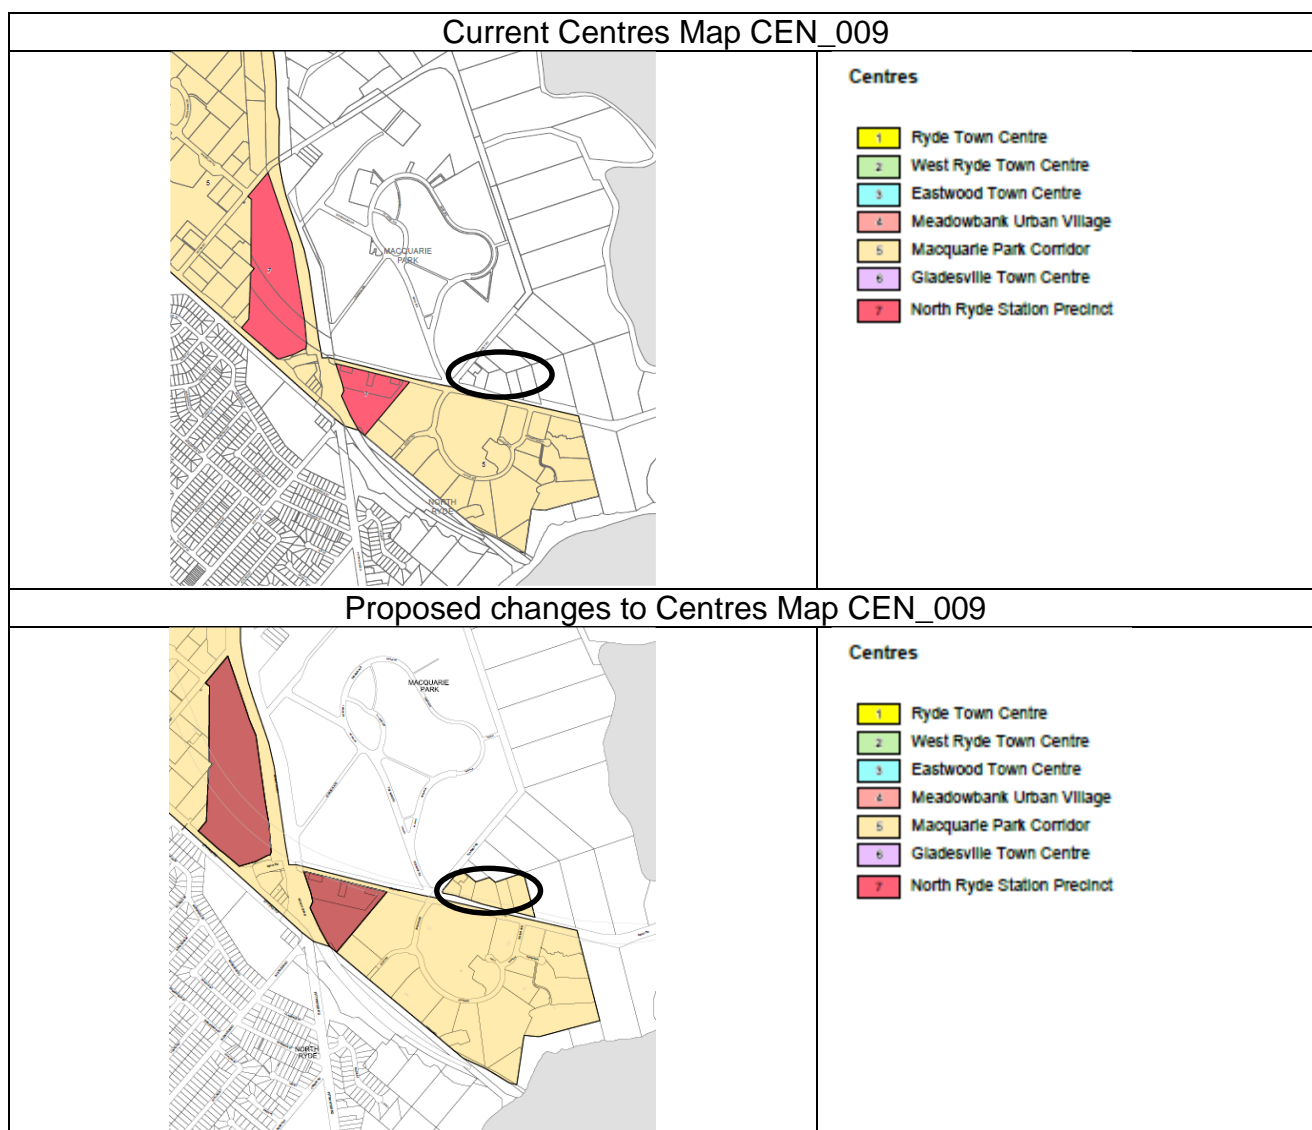 Current Centres Map CEN_009
MACQUARIE
PARK
5
7
7
5
NORTH
RYDE
Centres
1 Ryde Town Centre
2 West Ryde Town Centre
3 Eastwood Town Centre
4 Meadowbank Urban Village
5 Macquarie Park Corridor
6 Gladesville Town Centre
7 North Ryde Station Precinct
Proposed changes to Centres Map CEN_009
MACQUARIE
PARK
NORTH
RYDE
Centres
1 Ryde Town Centre
2 West Ryde Town Centre
3 Eastwood Town Centre
4 Meadowbank Urban Village
5 Macquarie Park Corridor
6 Gladesville Town Centre
7 North Ryde Station Precinct